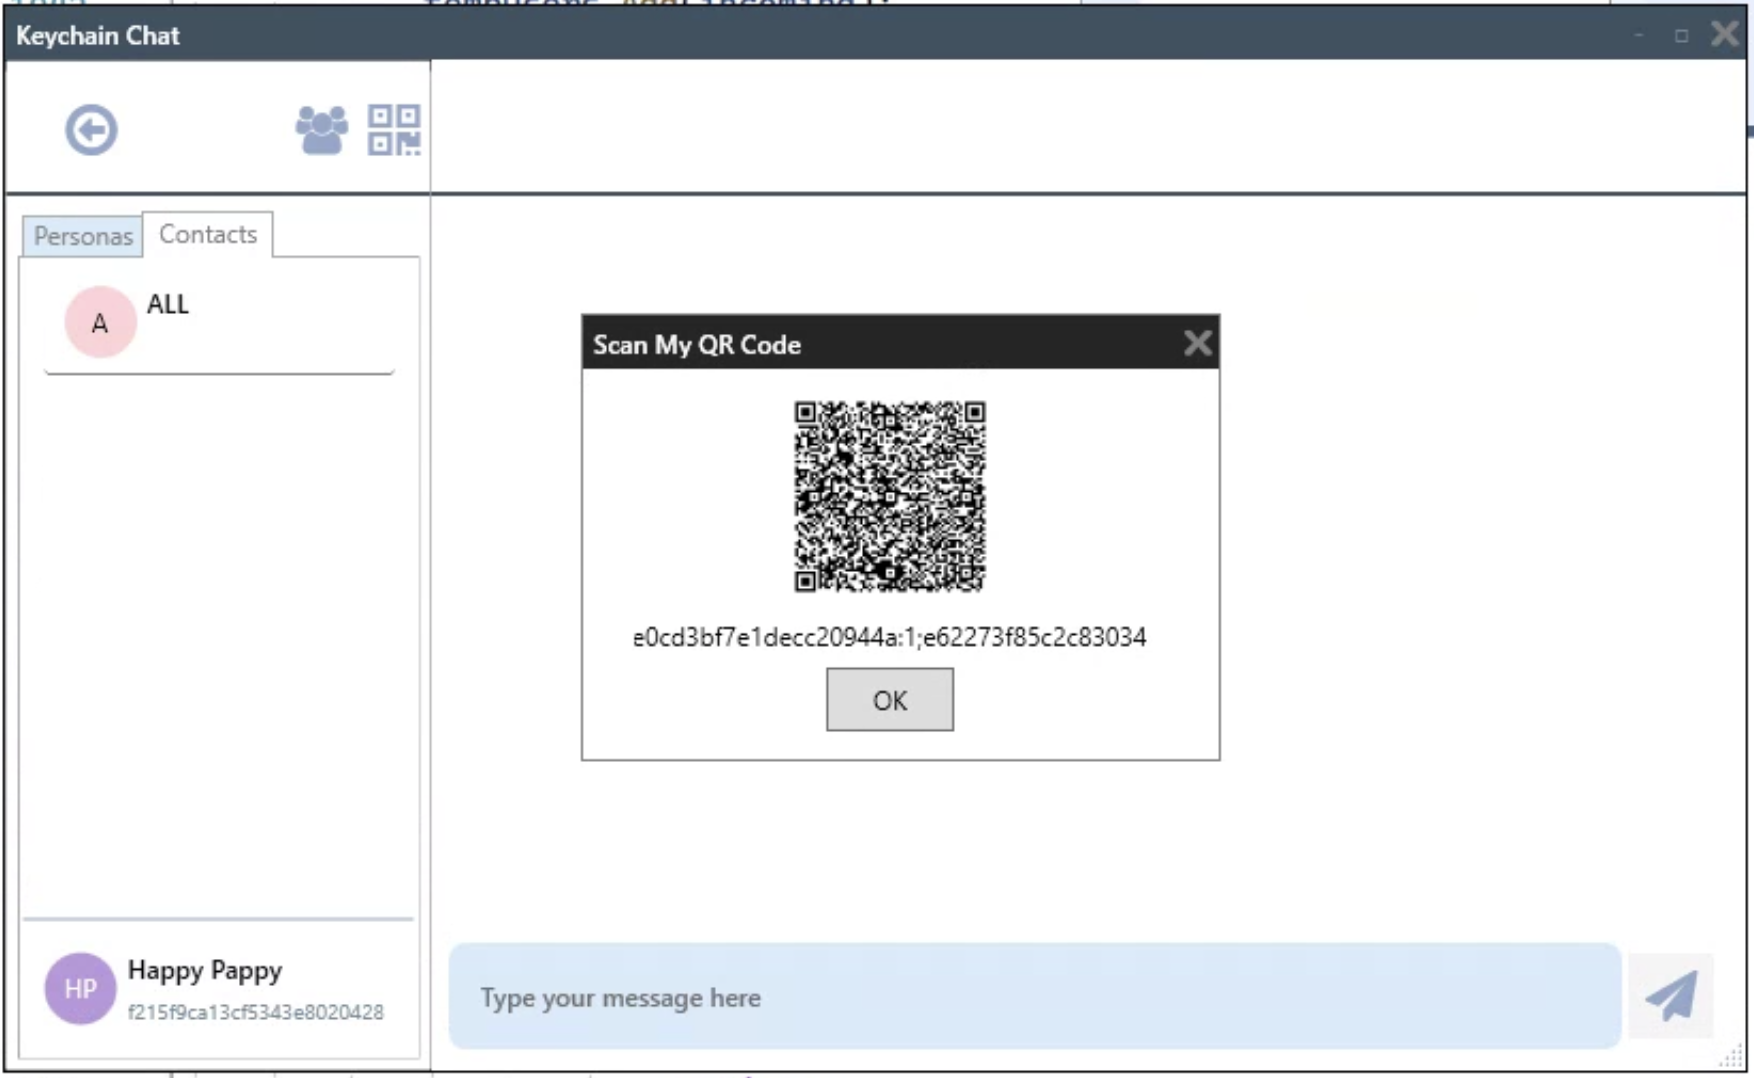 Keychain Chat
Personas
Contacts
A
ALL
Scan My QR Code
e0cd3bf7e1decc20944a:1;e62273f85c2c83034
OK
HP
Happy Pappy
f215f9ca13cf5343e8020428
Type your message here